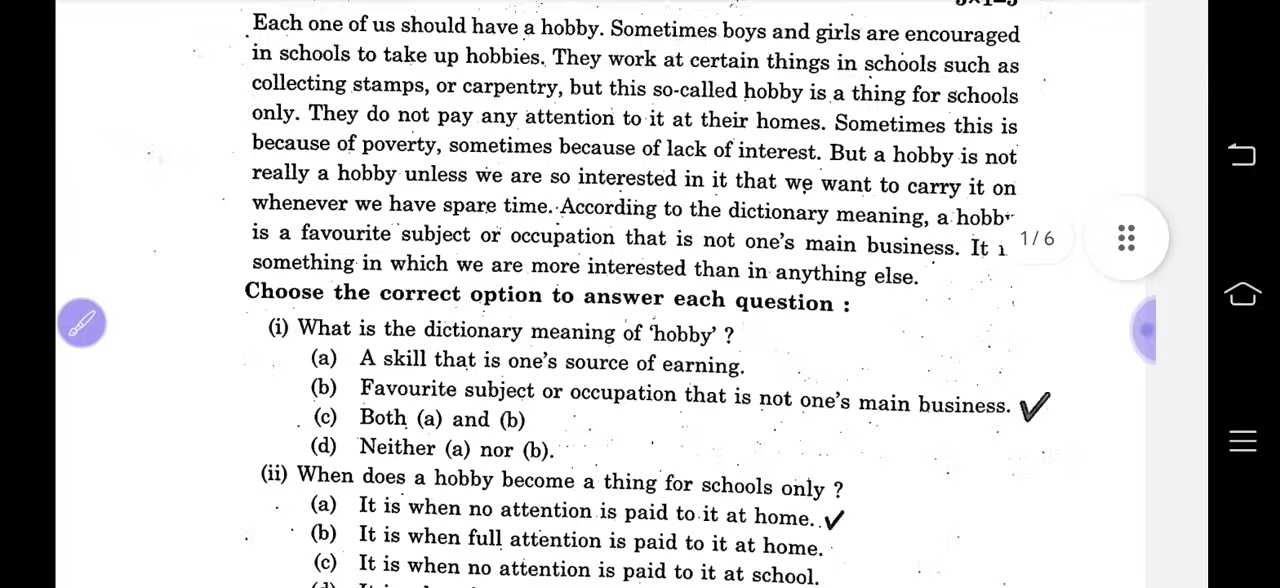 Each one of us should have a hobby. Sometimes boys and girls are encouraged
in schools to take up hobbies. They work at certain things in schools such as
collecting stamps, or carpentry, but this so-called hobby is a thing for schools
only. They do not pay any attention to it at their homes. Sometimes this is
because of poverty, sometimes because of lack of interest. But a hobby is not
really a hobby unless we are so interested in it that we want to carry it on
whenever we have spare time. According to the dictionary meaning, a
is a favourite subject or occupation that is not one's main business. It
1/6
something in which we are more interested than in anything else.
Choose the correct option to answer each question :
(i) What is the dictionary meaning of 'hobby' ?
(a) A skill that is one's source of earning.
(b) Favourite subject or occupation that is not one's main business. ✓
(c) Both (a) and (b)
(d) Neither (a) nor (b).
(ii) When does a hobby become a thing for schools only ?
(a) It is when no attention is paid to it at home. ✓
(b) It is when full attention is paid to it at home.
(c) It is when no attention is paid to it at school.